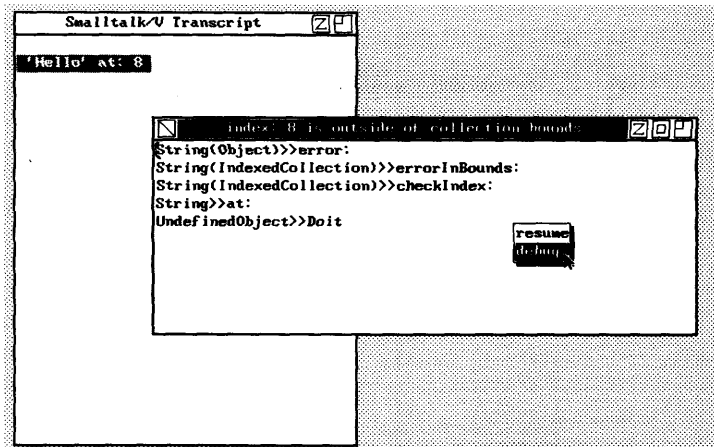 Smalltalk/V Transcript
'Hello' at: 8
index: 8 is outside of collection bounds
String(Object)>>error:
String(IndexedCollection)>>errorInBounds:
String(IndexedCollection)>>checkIndex:
String>>at:
UndefinedObject>>Doit
resume
debug